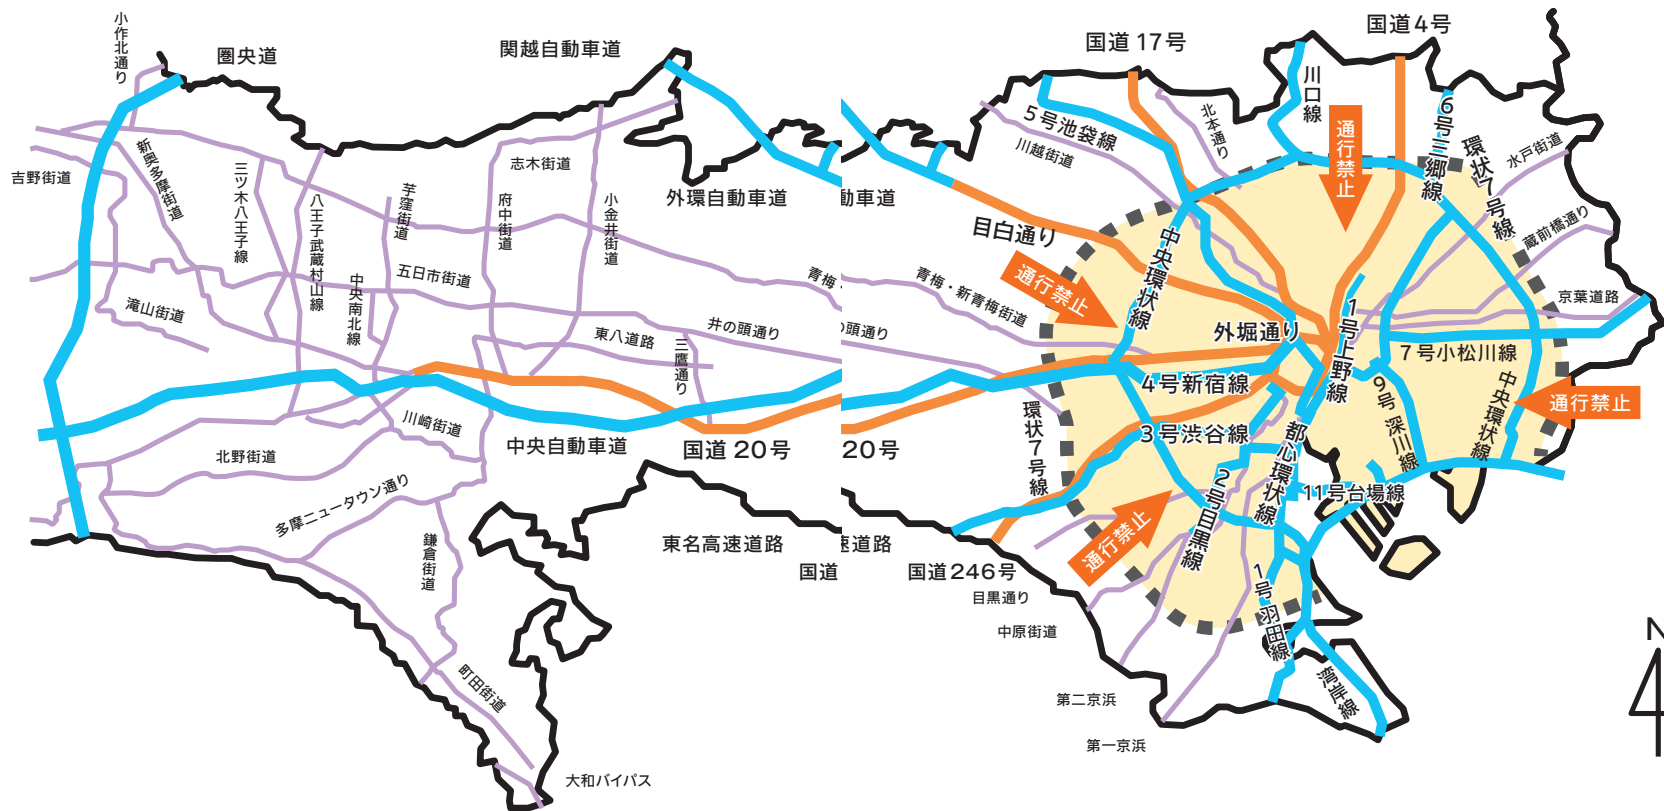 小作北通り
圏央道
関越自動車道
国道17号
国道4号
吉野街道
新奥多摩街道
三ツ木八王子線
八王子武蔵村山線
芋窪街道
志木街道
府中街道
小金井街道
外環自動車道
動車道
5号池袋線
川越街道
北本通り
川口線
通行禁止
6号三郷線
環状7号線
水戸街道
蔵前橋通り
目白通り
中央環状線
通行禁止
滝山街道
中央南北線
五日市街道
東八道路
三鷹通り
井の頭通り
青梅・
の頭通り
青梅・新青梅街道
外堀通り
1号上野線
京葉道路
7号小松川線
4号新宿線
9号深川線
中央環状線
通行禁止
川崎街道
北野街道
中央自動車道
国道20号
20号
環状7号線
3号渋谷線
都心環状線
2号目黒線
11号台場線
多摩ニュータウン通り
鎌倉街道
東名高速道路
速道路
国道
国道246号
通行禁止
目黒通り
中原街道
1号羽田線
湾岸線
町田街道
第二京浜
第一京浜
大和バイパス
N